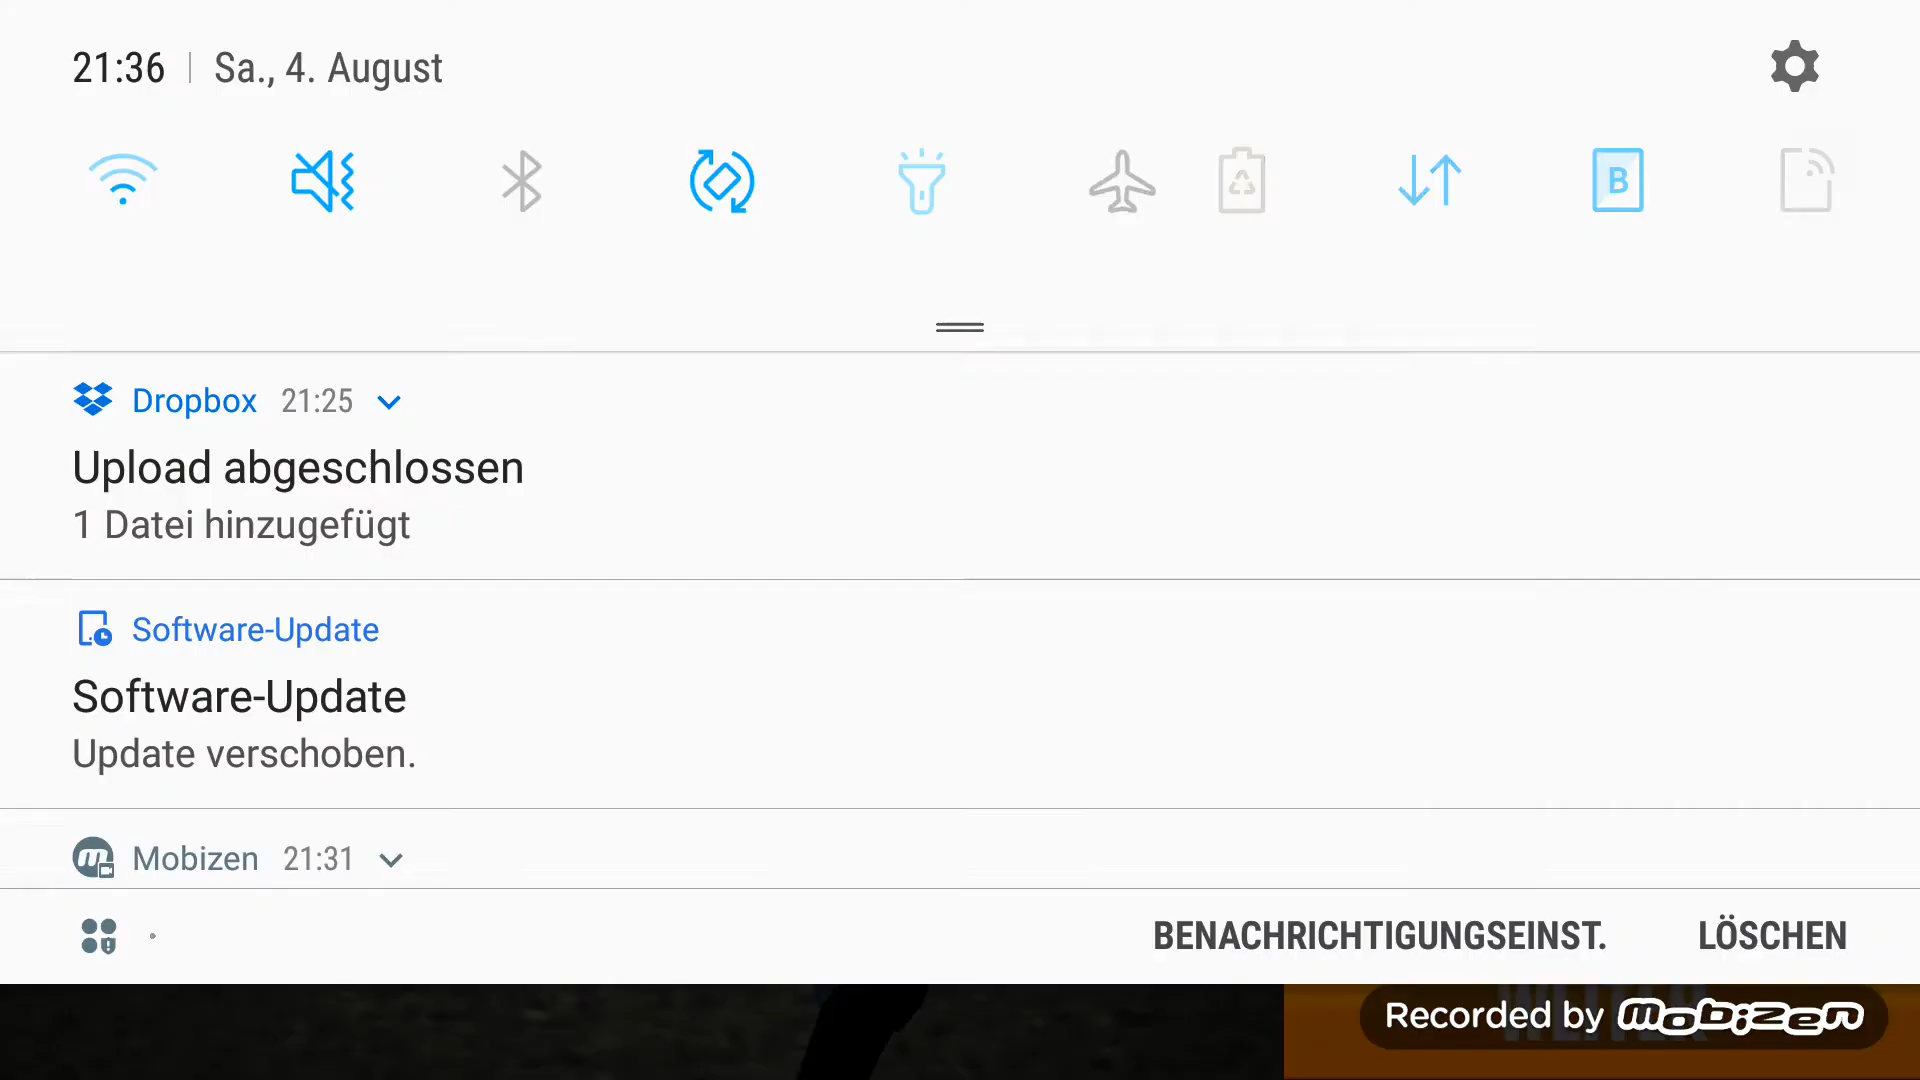 21:36 | Sa., 4. August
B
Dropbox 21:25
Upload abgeschlossen
1 Datei hinzugefügt
Software-Update
Software-Update
Update verschoben.
Mobizen 21:31
BENACHRICHTIGUNGSEINST. LÖSCHEN
Recorded by mobizen